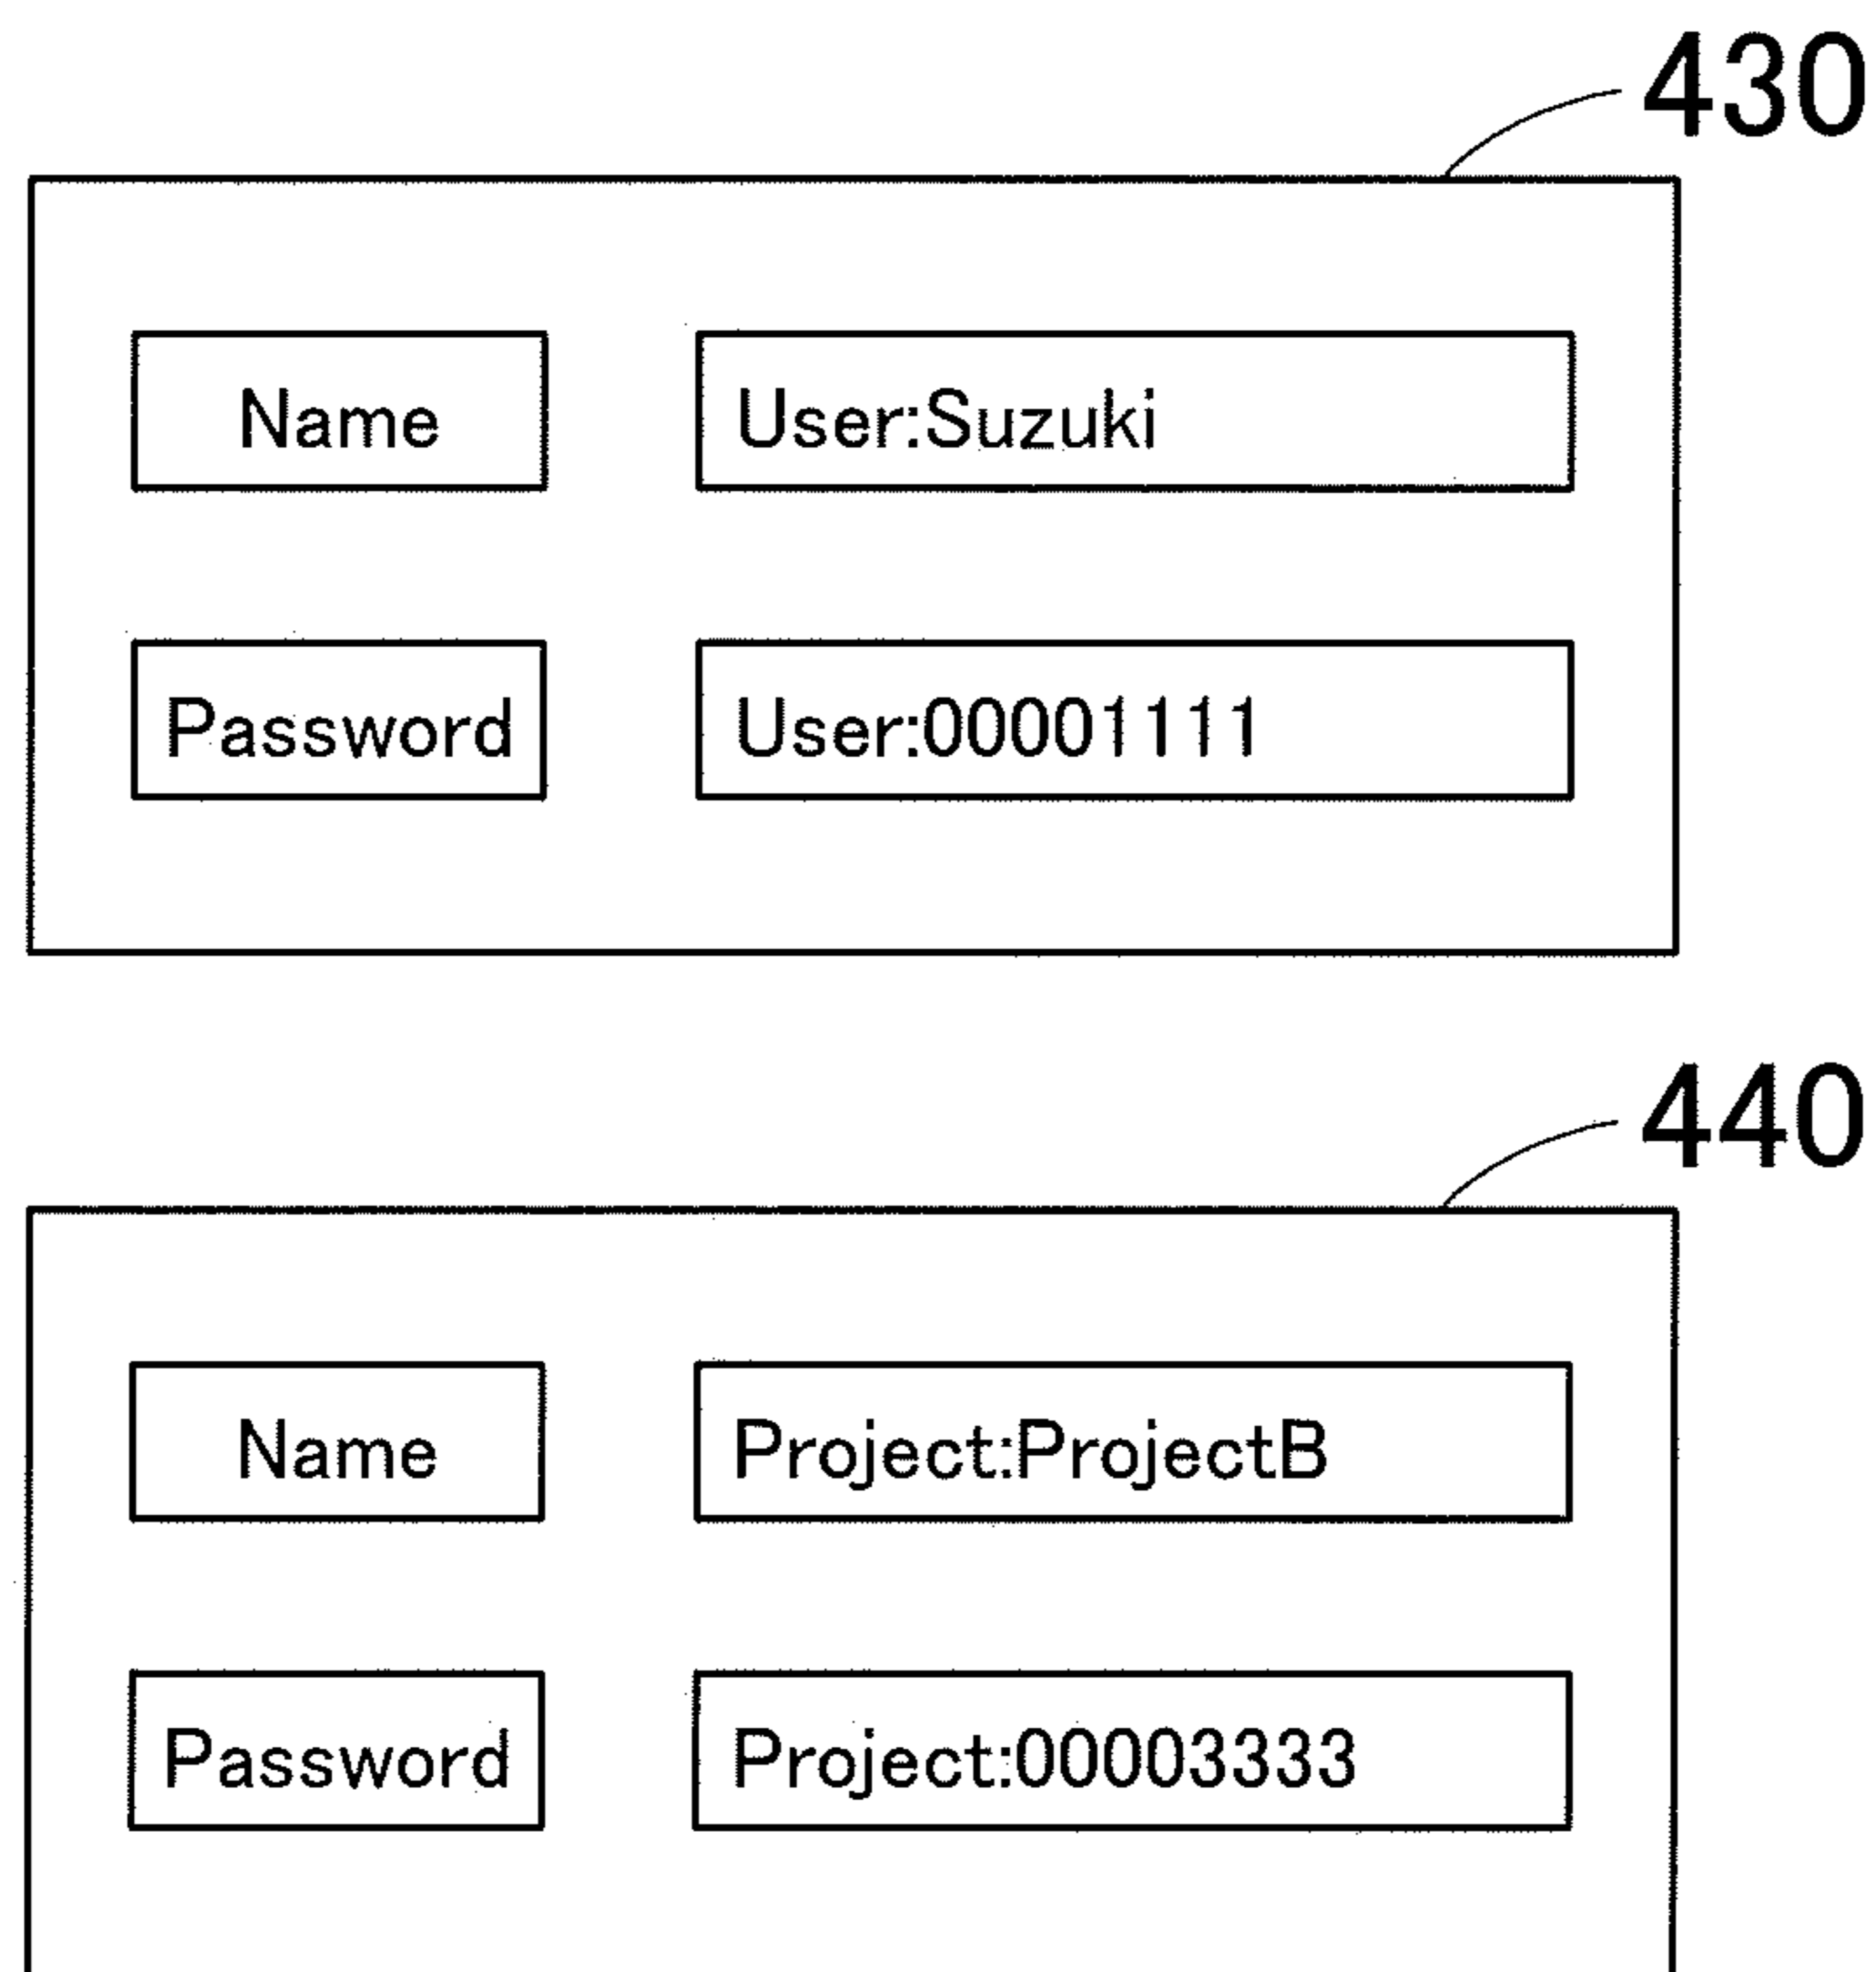 430
Name User:Suzuki
Password User:00001111
440
Name Project:ProjectB
Password Project:00003333